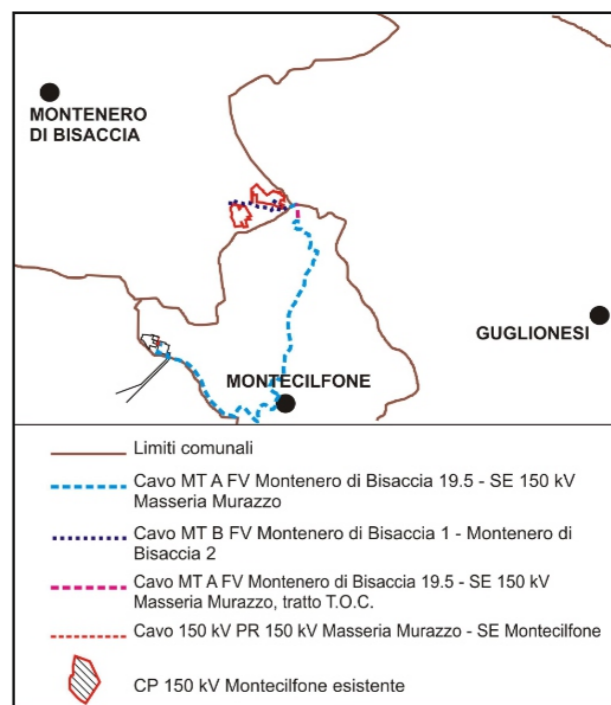 MONTENERO
DI BISACCIA
GUGLIONESI
MONTECILFONE
Limiti comunali
Cavo MT A FV Montenero di Bisaccia 19.5 - SE 150 kV
Masseria Murazzo
Cavo MT B FV Montenero di Bisaccia 1 - Montenero di
Bisaccia 2
Cavo MT A FV Montenero di Bisaccia 19.5 - SE 150 kV
Masseria Murazzo, tratto T.O.C.
Cavo 150 kV PR 150 kV Masseria Murazzo - SE Montecilfone
CP 150 kV Montecilfone esistente